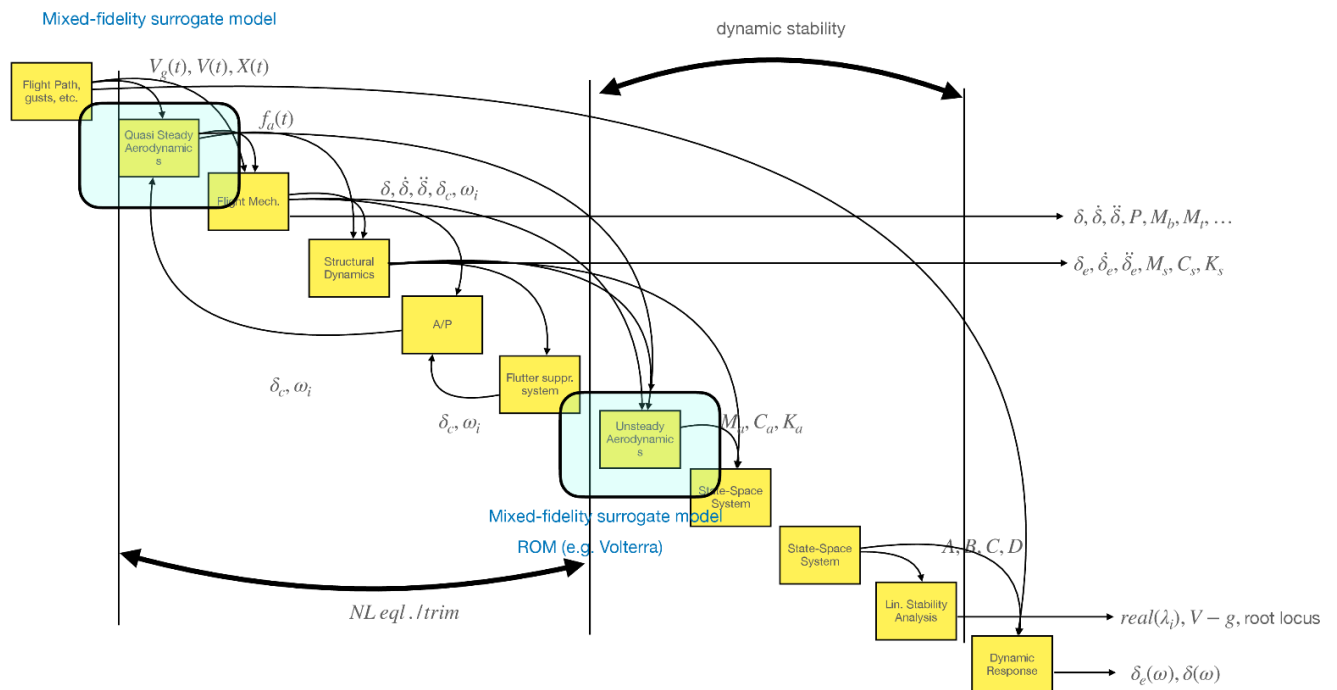 Mixed-fidelity surrogate model
dynamic stability
Flight Path,
gusts, etc.
V_g(t), V(t), X(t)
Quasi Steady
Aerodynamic
s
f_a(t)
Flight Mech.
δ, δ̇, δ̈, δ_c, ω_i
δ, δ̇, δ̈, P, M_b, M_t, …
Structural
Dynamics
δ_e, δ̇_e, δ̈_e, M_s, C_s, K_s
A/P
Flutter suppr.
system
δ_c, ω_i
δ_c, ω_i
Unsteady
Aerodynamic
s
M_a, C_a, K_a
State-Space
System
Mixed-fidelity surrogate model
ROM (e.g. Volterra)
State-Space
System
A, B, C, D
NL eql ./trim
Lin. Stability
Analysis
real(λ_i), V − g, root locus
Dynamic
Response
δ_e(ω), δ(ω)